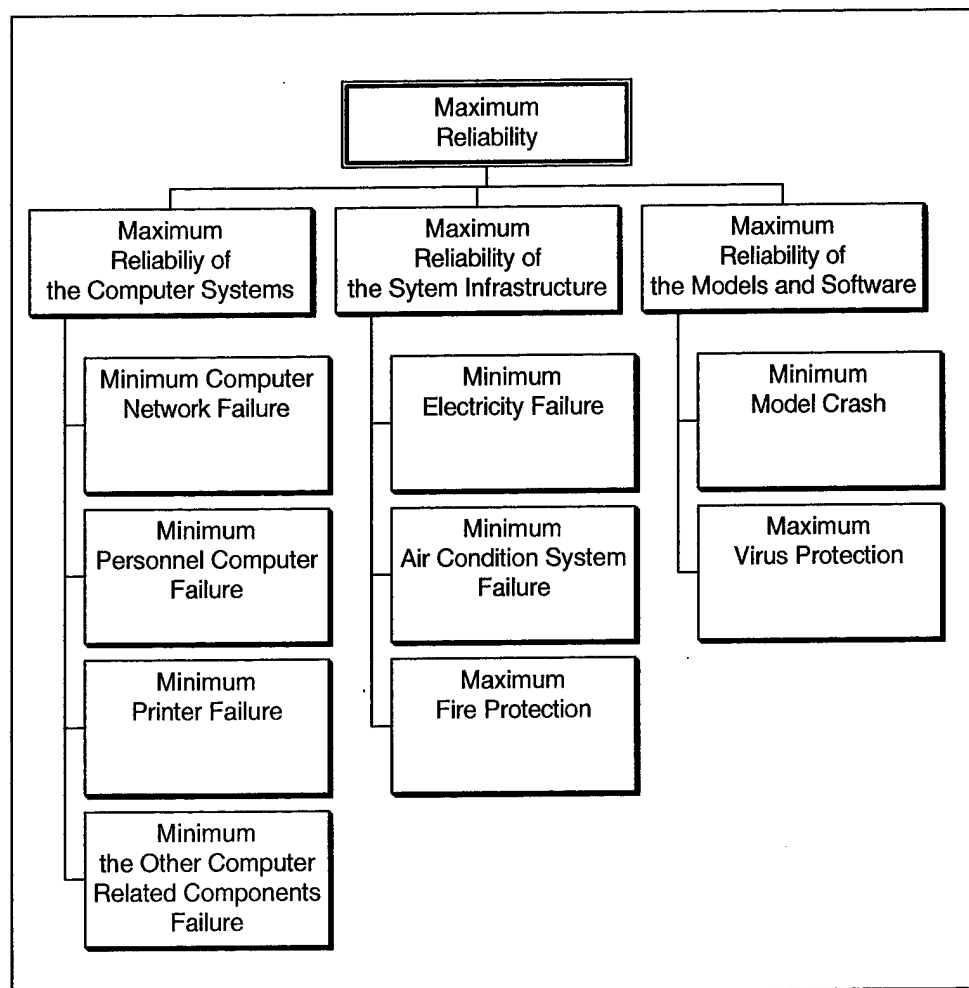 Maximum
Reliability
Maximum
Reliabiliy of
the Computer Systems
Maximum
Reliability of
the Sytem Infrastructure
Maximum
Reliability of
the Models and Software
Minimum Computer
Network Failure
Minimum
Personnel Computer
Failure
Minimum
Printer Failure
Minimum
the Other Computer
Related Components
Failure
Minimum
Electricity Failure
Minimum
Air Condition System
Failure
Maximum
Fire Protection
Minimum
Model Crash
Maximum
Virus Protection